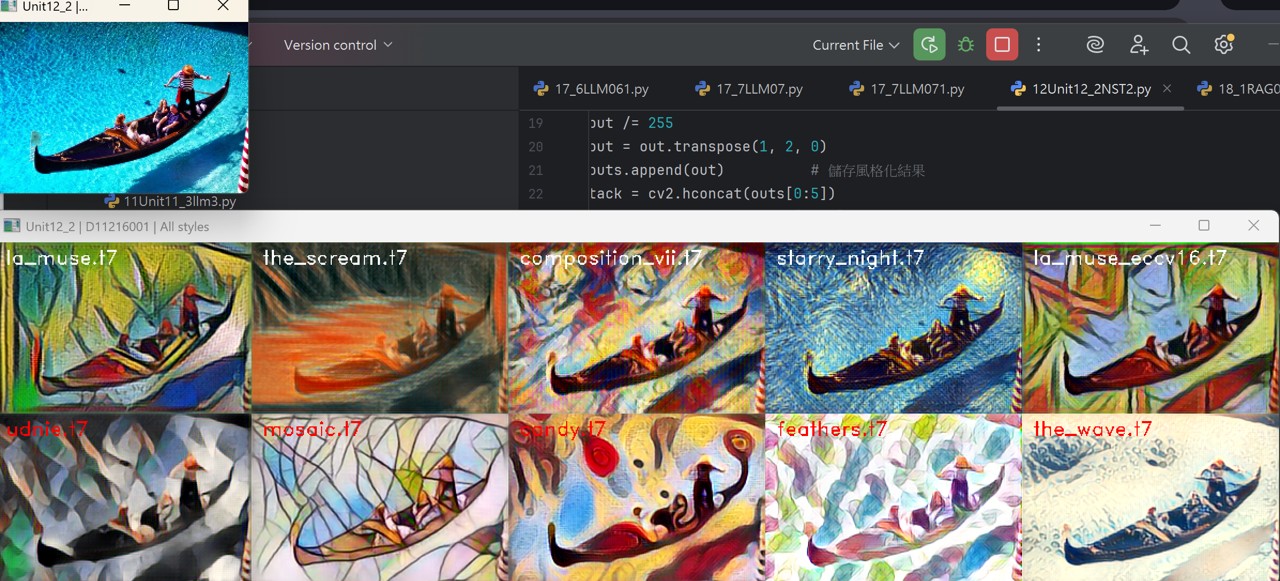 Unit12_2 |...
Version control
Current File
17_6LLM061.py
17_7LLM07.py
17_7LLM071.py
12Unit12_2NST2.py
18_1RAG0
19 out /= 255
20 out = out.transpose(1, 2, 0)
21 outs.append(out) # 儲存風格化結果
22 tack = cv2.hconcat(outs[0:5])
11Unit11_3llm3.py
Unit12_2 | D11216001 | All styles
la_muse.t7
the_scream.t7
composition_vii.t7
starry_night.t7
la_muse_eccv16.t7
udnie.t7
mosaic.t7
candy.t7
feathers.t7
the_wave.t7